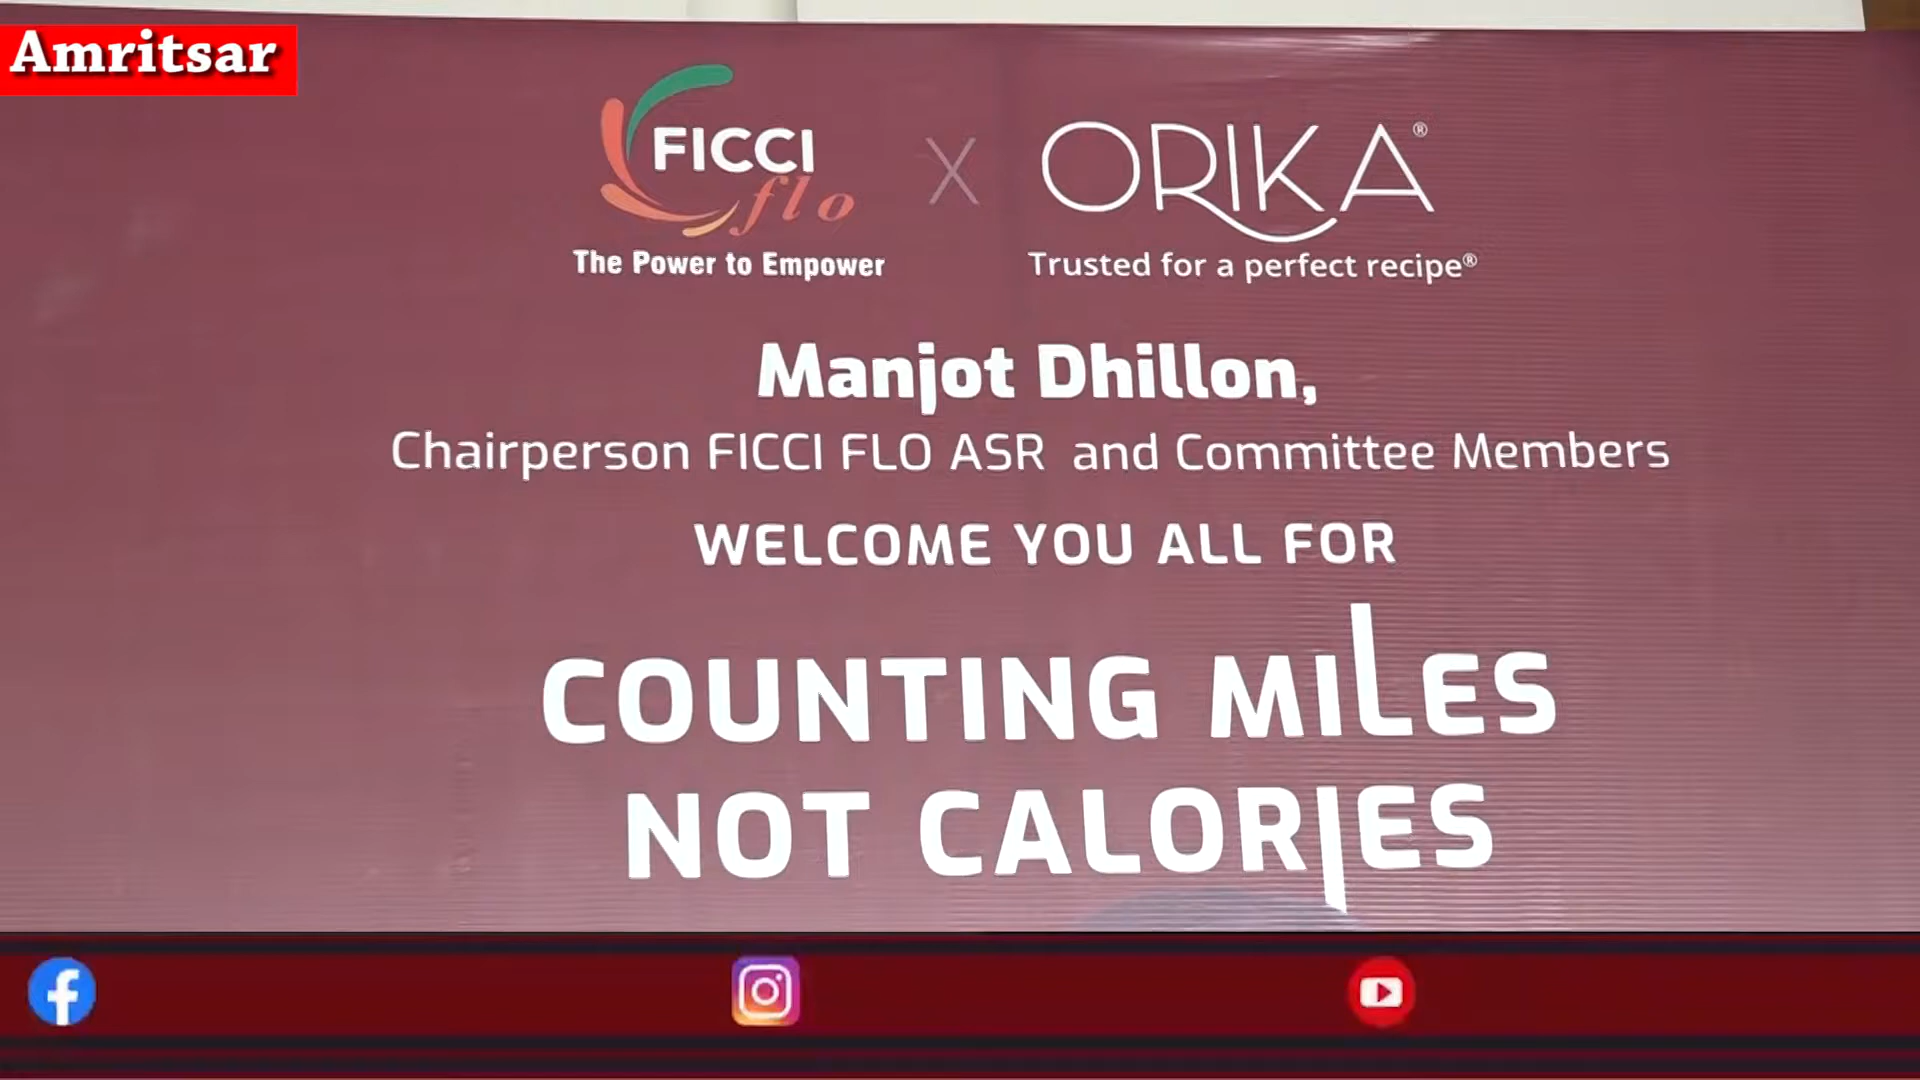 Amritsar
FICCI
flo
The Power to Empower
X
ORIKA®
Trusted for a perfect recipe®
Manjot Dhillon,
Chairperson FICCI FLO ASR and Committee Members
WELCOME YOU ALL FOR
COUNTING MILES
NOT CALORIES